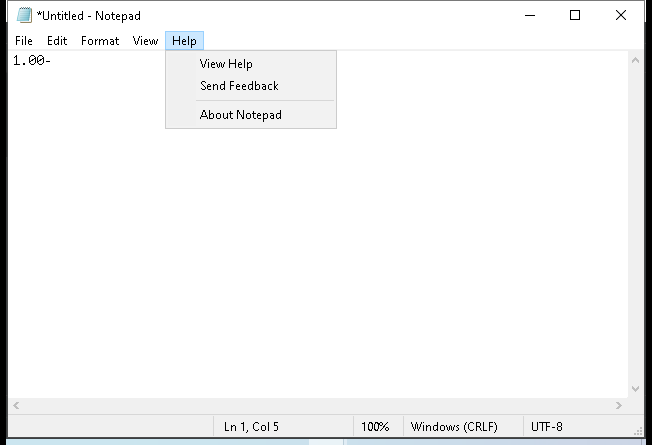 *Untitled - Notepad
File Edit Format View Help
1.00-
View Help
Send Feedback
About Notepad
Ln 1, Col 5 100% Windows (CRLF) UTF-8